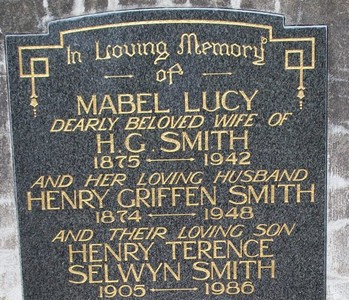 In Loving Memory
of
MABEL LUCY
DEARLY BELOVED WIFE OF
H.G. SMITH
1875 ⟷ 1942
AND HER LOVING HUSBAND
HENRY GRIFFEN SMITH
1874 ⟷ 1948
AND THEIR LOVING SON
HENRY TERENCE
SELWYN SMITH
1905 ⟷ 1986